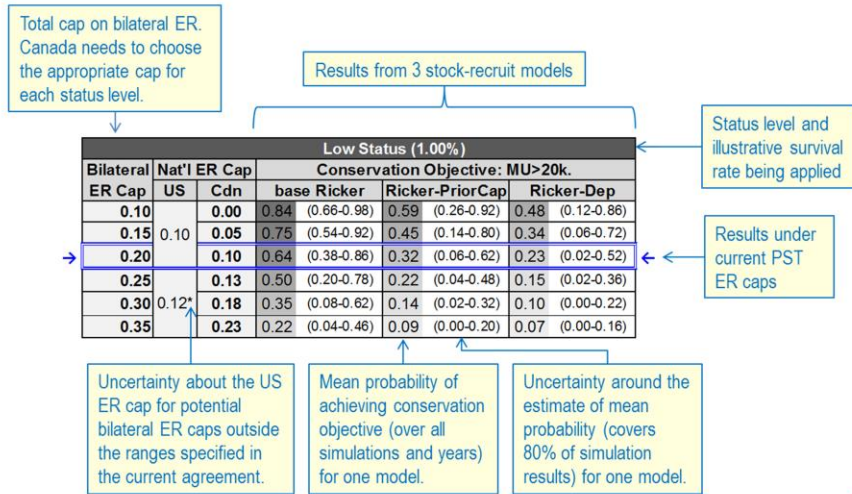 Total cap on bilateral ER.
Canada needs to choose
the appropriate cap for
each status level.
Results from 3 stock-recruit models
Status level and
illustrative survival
rate being applied
Low Status (1.00%)
Bilateral Nat'l ER Cap Conservation Objective: MU>20k.
ER Cap US Cdn base Ricker Ricker-PriorCap Ricker-Dep
0.10 0.00 0.84 (0.66-0.98) 0.59 (0.26-0.92) 0.48 (0.12-0.86)
0.15 0.10 0.05 0.75 (0.54-0.92) 0.45 (0.14-0.80) 0.34 (0.06-0.72)
→ 0.20 0.10 0.64 (0.38-0.86) 0.32 (0.06-0.62) 0.23 (0.02-0.52) ←
0.25 0.13 0.50 (0.20-0.78) 0.22 (0.04-0.48) 0.15 (0.02-0.36)
0.30 0.12* 0.18 0.35 (0.08-0.62) 0.14 (0.02-0.32) 0.10 (0.00-0.22)
0.35 0.23 0.22 (0.04-0.46) 0.09 (0.00-0.20) 0.07 (0.00-0.16)
Results under
current PST
ER caps
Uncertainty about the US
ER cap for potential
bilateral ER caps outside
the ranges specified in
the current agreement.
Mean probability of
achieving conservation
objective (over all
simulations and years)
for one model.
Uncertainty around the
estimate of mean
probability (covers
80% of simulation
results) for one model.